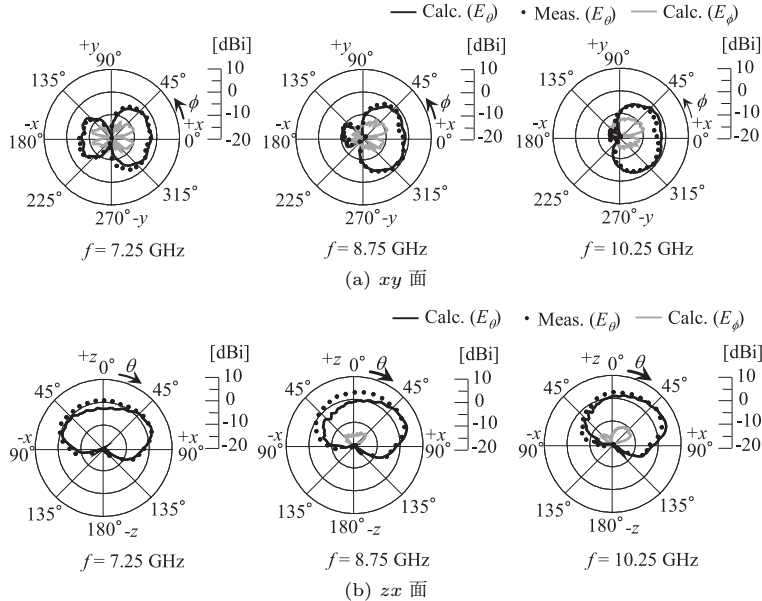 Calc. (Eθ) • Meas. (Eθ) Calc. (Eϕ)
+y [dBi] +y [dBi] +y [dBi]
90° 90° 90°
135° 45° 10 135° 45° 10 135° 45° 10
0 0 0
ϕ -10 ϕ -10 ϕ -10
-x +x -20 -x +x -20 -x +x -20
180° 0° 180° 0° 180° 0°
225° 315° 225° 315° 225° 315°
270° -y 270° -y 270° -y
f = 7.25 GHz f = 8.75 GHz f = 10.25 GHz
(a) xy 面
Calc. (Eθ) • Meas. (Eθ) Calc. (Eϕ)
+z 0° θ [dBi] +z 0° θ [dBi] +z 0° θ [dBi]
45° 45° 10 45° 45° 10 45° 45° 10
0 0 0
-10 -10 -10
-x +x -20 -x +x -20 -x +x -20
90° 90° 90° 90° 90° 90°
135° 135° 135° 135° 135° 135°
180° -z 180° -z 180° -z
f = 7.25 GHz f = 8.75 GHz f = 10.25 GHz
(b) zx 面